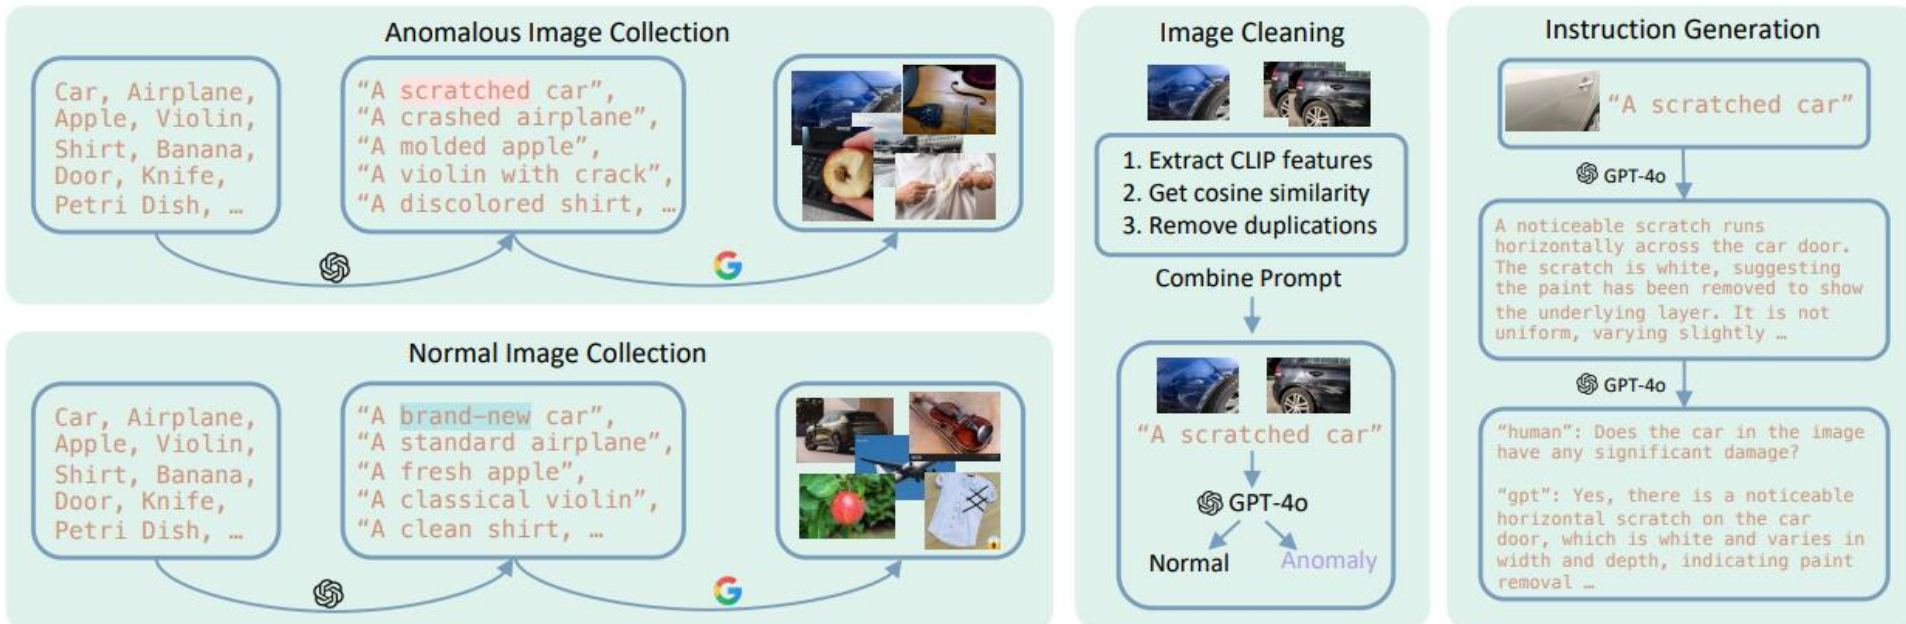 Anomalous Image Collection
Car, Airplane,
Apple, Violin,
Shirt, Banana,
Door, Knife,
Petri Dish, …
“A scratched car”,
“A crashed airplane”,
“A molded apple”,
“A violin with crack”,
“A discolored shirt, …
Normal Image Collection
Car, Airplane,
Apple, Violin,
Shirt, Banana,
Door, Knife,
Petri Dish, …
“A brand-new car”,
“A standard airplane”,
“A fresh apple”,
“A classical violin”,
“A clean shirt, …
Image Cleaning
1. Extract CLIP features
2. Get cosine similarity
3. Remove duplications
Combine Prompt
“A scratched car”
GPT-4o
Normal
Anomaly
Instruction Generation
“A scratched car”
GPT-4o
A noticeable scratch runs
horizontally across the car door.
The scratch is white, suggesting
the paint has been removed to show
the underlying layer. It is not
uniform, varying slightly …
GPT-4o
“human”: Does the car in the image
have any significant damage?
“gpt”: Yes, there is a noticeable
horizontal scratch on the car
door, which is white and varies in
width and depth, indicating paint
removal …